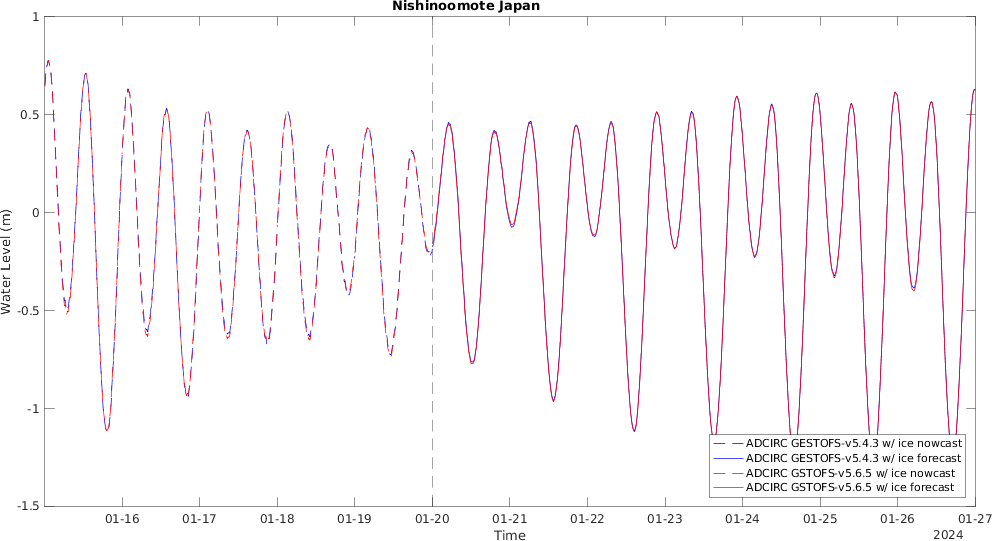 Nishinoomote Japan
1
0.5
0
-0.5
-1
-1.5
Water Level (m)
ADCIRC GESTOFS-v5.4.3 w/ ice nowcast
ADCIRC GESTOFS-v5.4.3 w/ ice forecast
ADCIRC GSTOFS-v5.6.5 w/ ice nowcast
ADCIRC GSTOFS-v5.6.5 w/ ice forecast
01-16 01-17 01-18 01-19 01-20 01-21 01-22 01-23 01-24 01-25 01-26 01-27
Time
2024